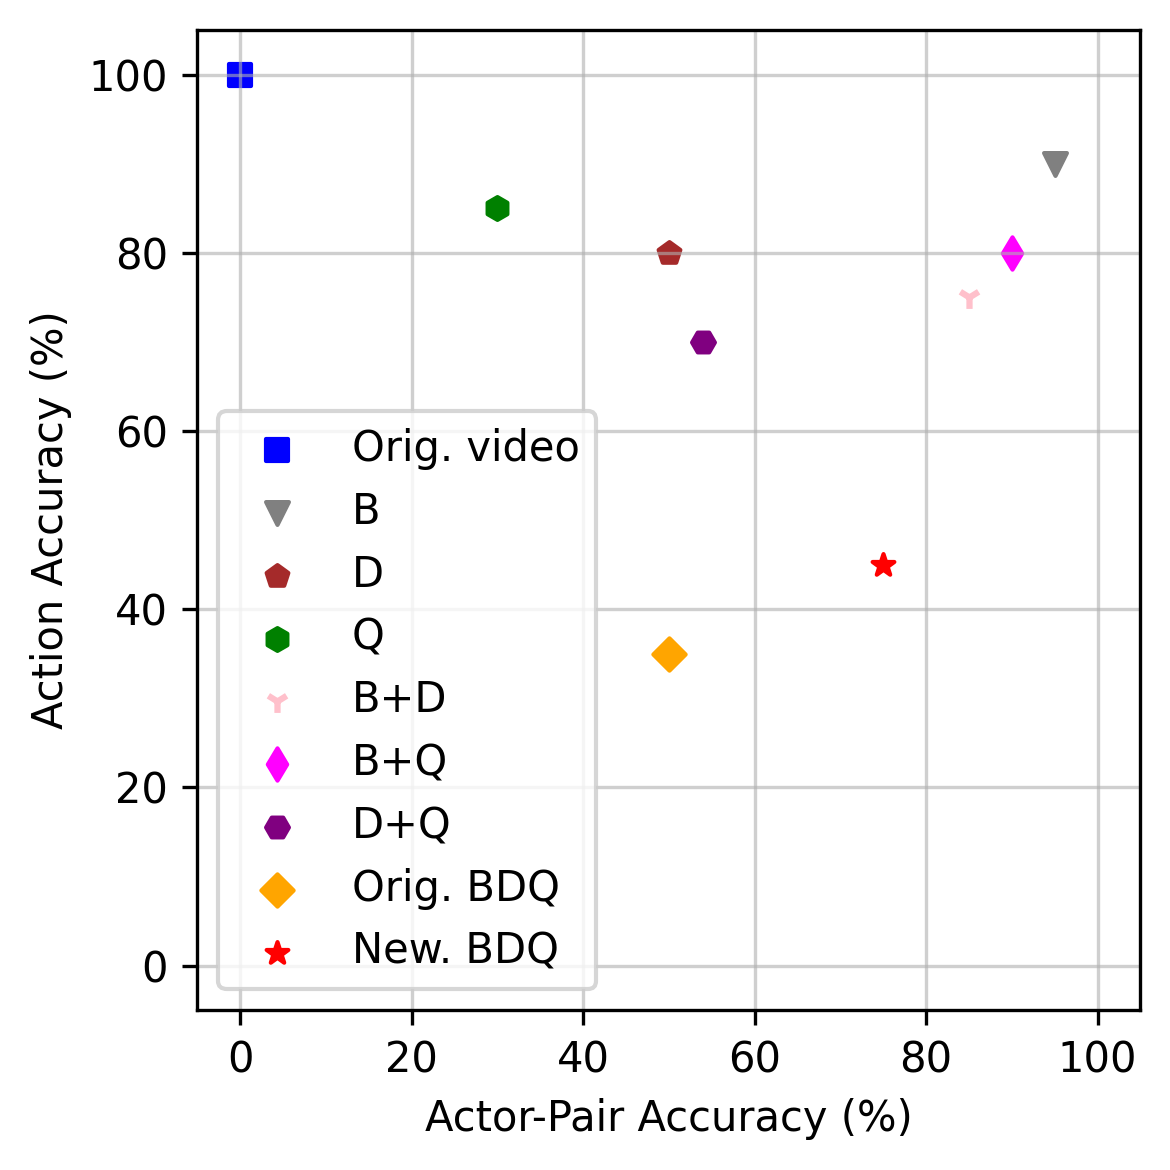 Action Accuracy (%)
100
80
60
40
20
0
Orig. video
B
D
Q
B+D
B+Q
D+Q
Orig. BDQ
New. BDQ
0 20 40 60 80 100
Actor-Pair Accuracy (%)